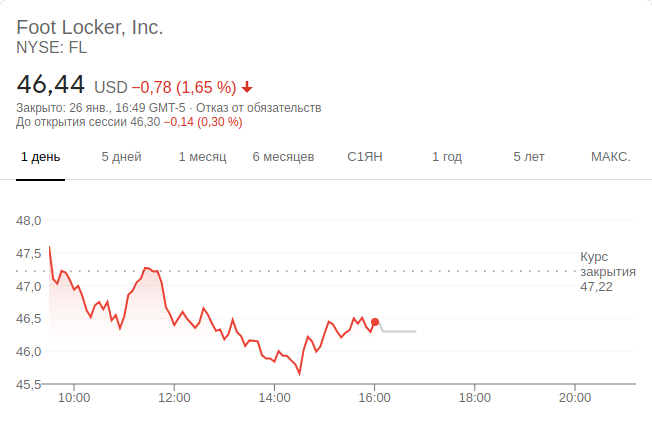 Foot Locker, Inc.
NYSE: FL
46,44 USD −0,78 (1,65 %)
Закрыто: 26 янв., 16:49 GMT-5 · Отказ от обязательств
До открытия сессии 46,30 −0,14 (0,30 %)
1 день 5 дней 1 месяц 6 месяцев С1ЯН 1 год 5 лет МАКС.
48,0
47,5
47,0
46,5
46,0
45,5
Курс
закрытия
47,22
10:00 12:00 14:00 16:00 18:00 20:00